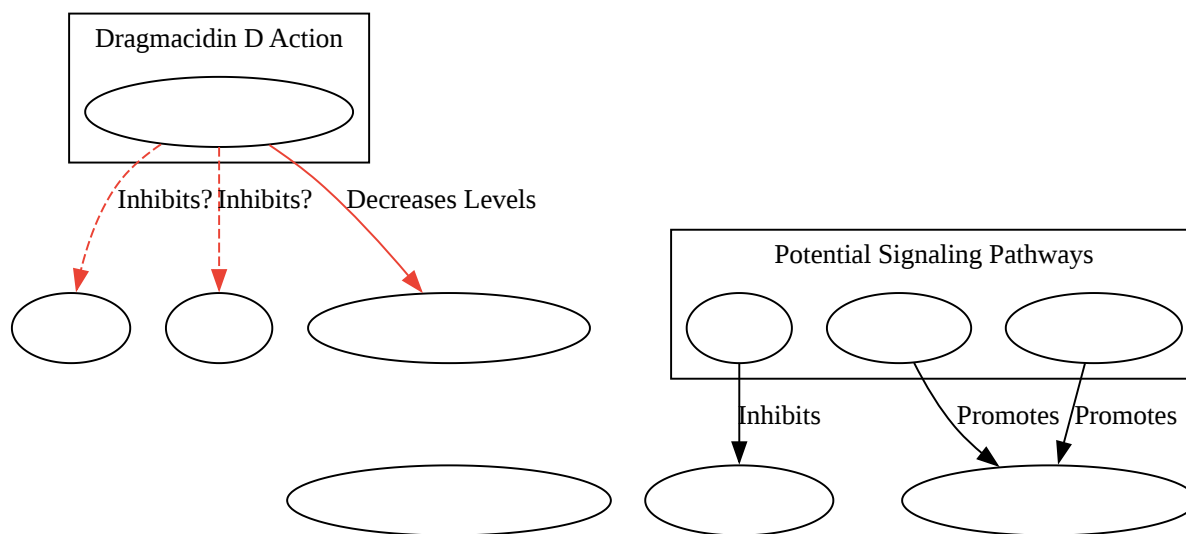 Dragmacidin D Action
Inhibits?
Inhibits?
Decreases Levels
Potential Signaling Pathways
Inhibits
Promotes
Promotes